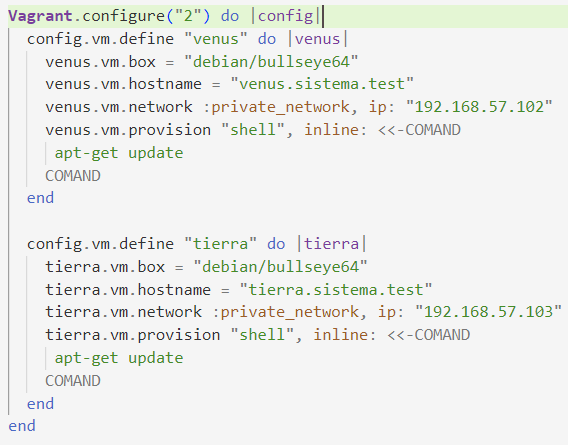 Vagrant.configure("2") do |config|
  config.vm.define "venus" do |venus|
    venus.vm.box = "debian/bullseye64"
    venus.vm.hostname = "venus.sistema.test"
    venus.vm.network :private_network, ip: "192.168.57.102"
    venus.vm.provision "shell", inline: <<-COMAND
     apt-get update
    COMAND
  end

  config.vm.define "tierra" do |tierra|
    tierra.vm.box = "debian/bullseye64"
    tierra.vm.hostname = "tierra.sistema.test"
    tierra.vm.network :private_network, ip: "192.168.57.103"
    tierra.vm.provision "shell", inline: <<-COMAND
     apt-get update
    COMAND
  end
end